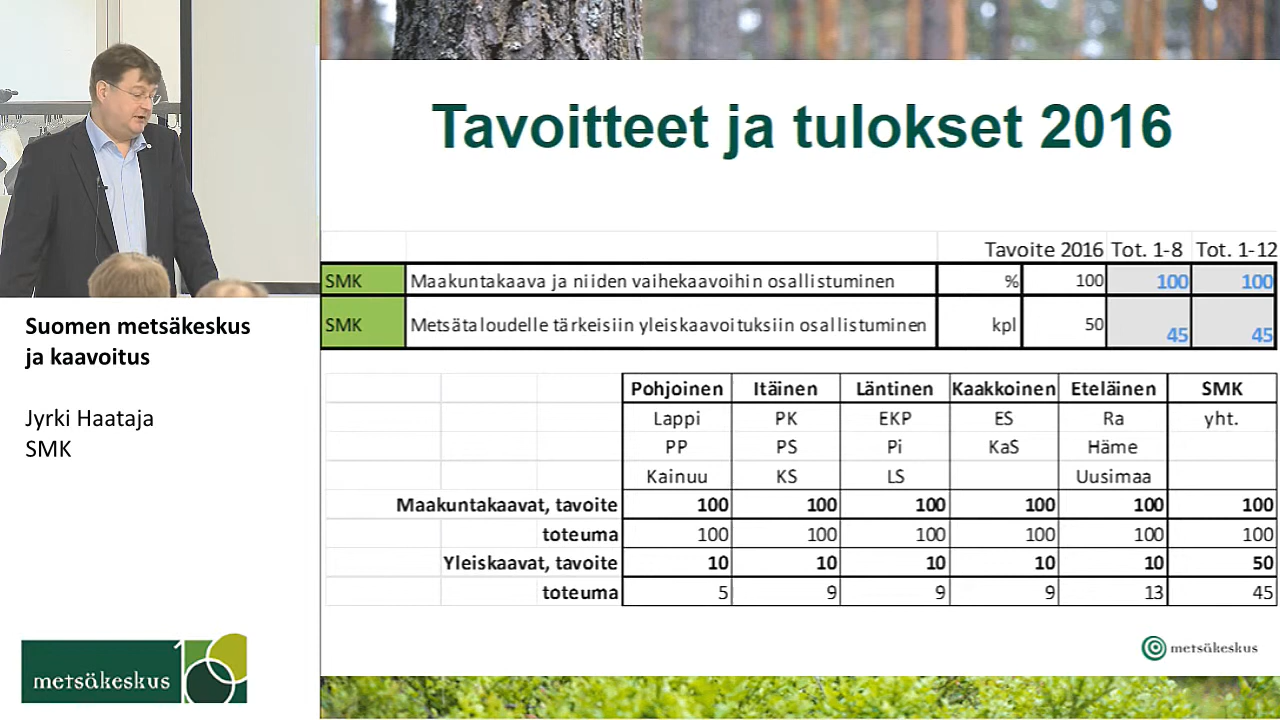 Suomen metsäkeskus
ja kaavoitus
Jyrki Haataja
SMK
metsäkeskus 10
Tavoitteet ja tulokset 2016
Tavoite 2016 Tot. 1-8 Tot. 1-12
SMK Maakuntakaava ja niiden vaihekaavoihin osallistuminen % 100 100 100
SMK Metsätaloudelle tärkeisiin yleiskaavoituksiin osallistuminen kpl 50 45 45
Pohjoinen Itäinen Läntinen Kaakkoinen Eteläinen SMK
Lappi PK EKP ES Ra yht.
PP PS Pi KaS Häme
Kainuu KS LS Uusimaa
Maakuntakaavat, tavoite 100 100 100 100 100 100
toteuma 100 100 100 100 100 100
Yleiskaavat, tavoite 10 10 10 10 10 50
toteuma 5 9 9 9 13 45
metsäkeskus